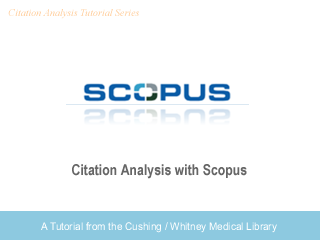 Citation Analysis Tutorial Series
SCOPUS
Citation Analysis with Scopus
A Tutorial from the Cushing / Whitney Medical Library